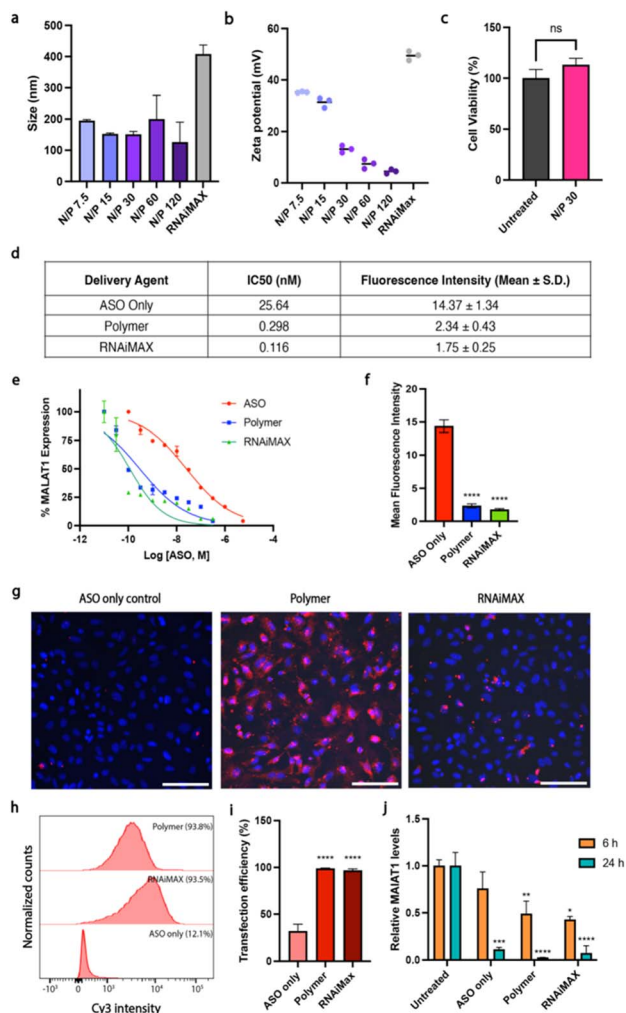 a
Size (nm)
500
400
300
200
100
0
N/P 7.5
N/P 15
N/P 30
N/P 60
N/P 120
RNAiMAX
b
Zeta potential (mV)
60
40
20
0
N/P 7.5
N/P 15
N/P 30
N/P 60
N/P 120
RNAiMax
c
Cell Viability (%)
ns
150
100
50
0
Untreated
N/P 30
d
Delivery Agent IC50 (nM) Fluorescence Intensity (Mean ± S.D.)
ASO Only 25.64 14.37 ± 1.34
Polymer 0.298 2.34 ± 0.43
RNAiMAX 0.116 1.75 ± 0.25
e
% MALAT1 Expression
100
75
50
25
0
-12 -10 -8 -6 -4
Log [ASO, M]
ASO
Polymer
RNAiMAX
f
Mean Fluorescence Intensity
20
15
10
5
0
**** ****
ASO Only
Polymer
RNAiMAX
g
ASO only control Polymer RNAiMAX
h
Normalized counts
Polymer (93.8%)
RNAiMAX (93.5%)
ASO only (12.1%)
-10³ 0 10³ 10⁴ 10⁵
Cy3 intensity
i
Transfection efficiency (%)
150
100
50
0
**** ****
ASO only
Polymer
RNAiMax
j
Relative MAlAT1 levels
1.5
1.0
0.5
0.0
6 h
24 h
*** ** **** * ****
Untreated
ASO only
Polymer
RNAiMAX